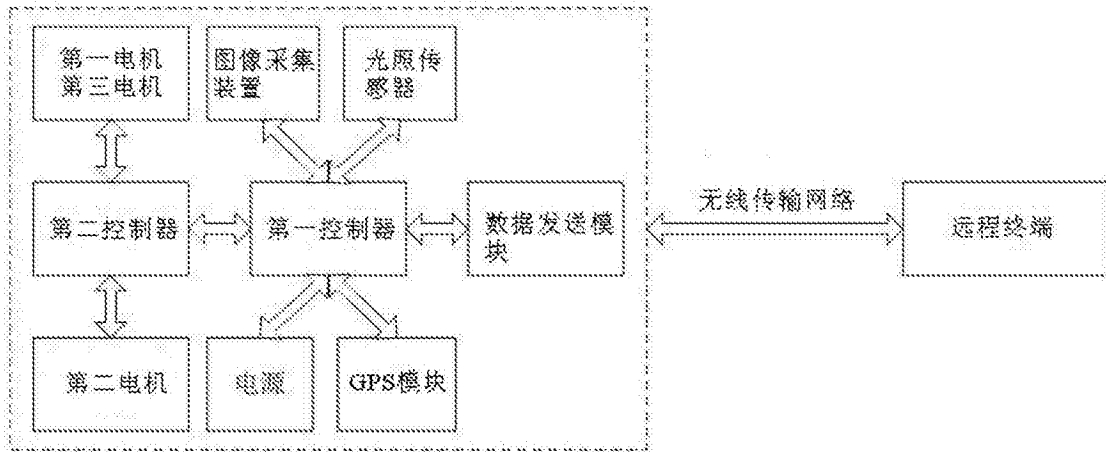 第一电机
第三电机
图像采集
装置
光照传
感器
第二控制器
第一控制器
数据发送模
块
无线传输网络
远程终端
第二电机
电源
GPS模块